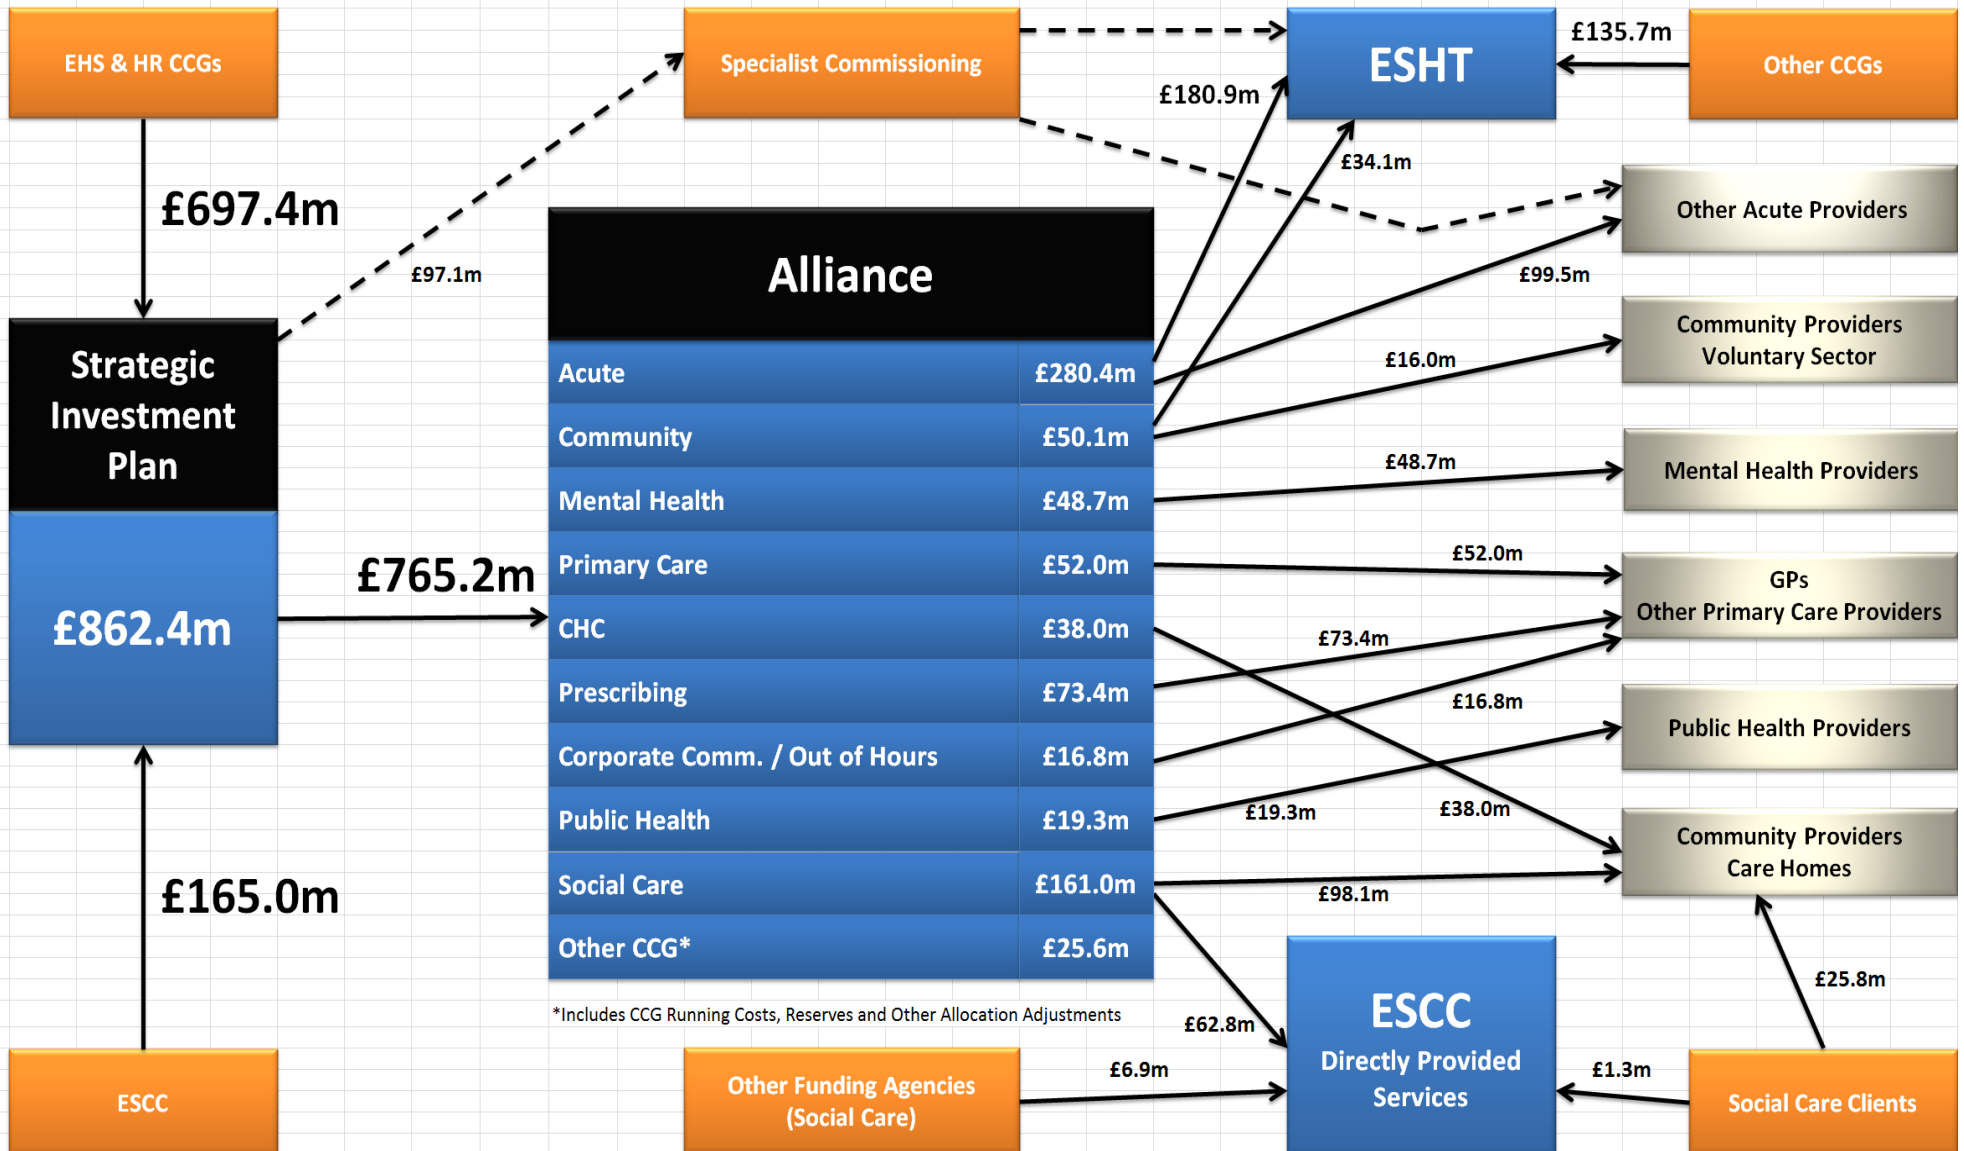 EHS & HR CCGs
Specialist Commissioning
ESHT
£135.7m
Other CCGs
£180.9m
£34.1m
£697.4m
£97.1m
Other Acute Providers
£99.5m
Alliance
Community Providers
Voluntary Sector
£16.0m
Strategic
Investment
Plan
£862.4m
£765.2m
Acute £280.4m
Community £50.1m
Mental Health £48.7m
Primary Care £52.0m
CHC £38.0m
Prescribing £73.4m
Corporate Comm. / Out of Hours £16.8m
Public Health £19.3m
Social Care £161.0m
Other CCG* £25.6m
*Includes CCG Running Costs, Reserves and Other Allocation Adjustments
£48.7m
Mental Health Providers
£52.0m
GPs
Other Primary Care Providers
£73.4m
£16.8m
Public Health Providers
£19.3m
£38.0m
Community Providers
Care Homes
£98.1m
£165.0m
£25.8m
£62.8m
ESCC
Directly Provided
Services
£6.9m
£1.3m
ESCC
Other Funding Agencies
(Social Care)
Social Care Clients